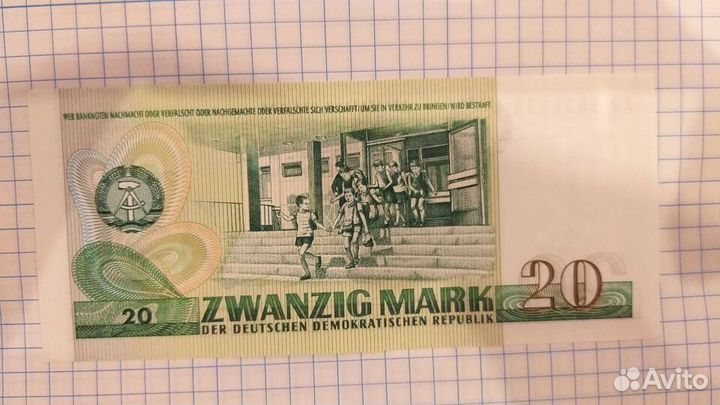 WER BANKNOTEN NACHMACHT ODER VERFÄLSCHT ODER NACHGEMACHTE ODER VERFÄLSCHTE SICH VERSCHAFFT/UM SIE IN VERKEHR ZU BRINGEN/WIRD BESTRAFT
20 ZWANZIG MARK 20
DER DEUTSCHEN DEMOKRATISCHEN REPUBLIK
Avito